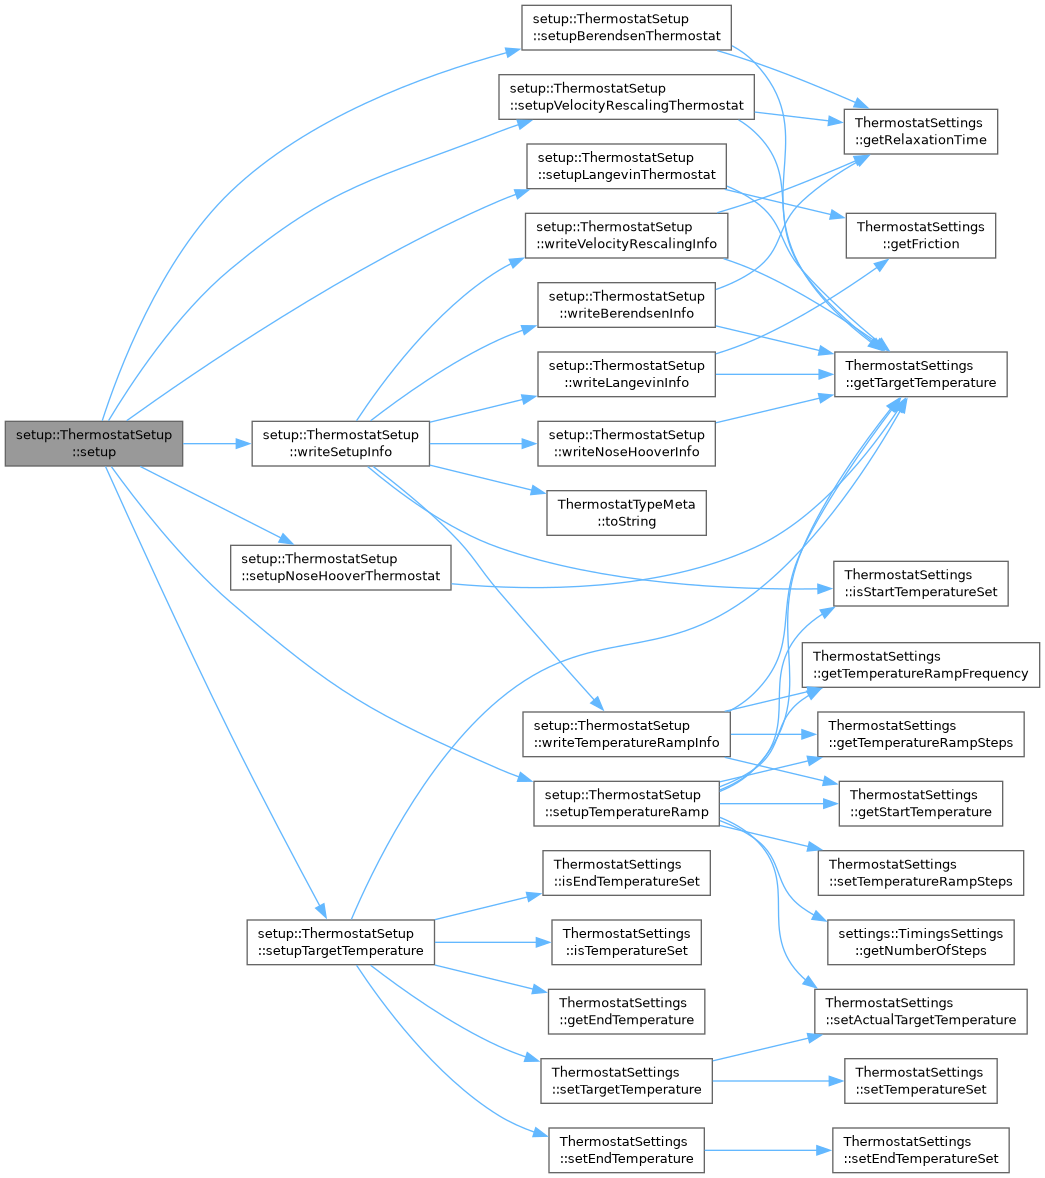 setup::ThermostatSetup
::setupBerendsenThermostat
setup::ThermostatSetup
::setupVelocityRescalingThermostat
ThermostatSettings
::getRelaxationTime
setup::ThermostatSetup
::setupLangevinThermostat
setup::ThermostatSetup
::writeVelocityRescalingInfo
ThermostatSettings
::getFriction
setup::ThermostatSetup
::writeBerendsenInfo
setup::ThermostatSetup
::writeLangevinInfo
ThermostatSettings
::getTargetTemperature
setup::ThermostatSetup
::setup
setup::ThermostatSetup
::writeSetupInfo
setup::ThermostatSetup
::writeNoseHooverInfo
ThermostatTypeMeta
::toString
setup::ThermostatSetup
::setupNoseHooverThermostat
ThermostatSettings
::isStartTemperatureSet
ThermostatSettings
::getTemperatureRampFrequency
setup::ThermostatSetup
::writeTemperatureRampInfo
ThermostatSettings
::getTemperatureRampSteps
setup::ThermostatSetup
::setupTemperatureRamp
ThermostatSettings
::getStartTemperature
ThermostatSettings
::isEndTemperatureSet
ThermostatSettings
::setTemperatureRampSteps
setup::ThermostatSetup
::setupTargetTemperature
ThermostatSettings
::isTemperatureSet
settings::TimingsSettings
::getNumberOfSteps
ThermostatSettings
::getEndTemperature
ThermostatSettings
::setActualTargetTemperature
ThermostatSettings
::setTargetTemperature
ThermostatSettings
::setTemperatureSet
ThermostatSettings
::setEndTemperature
ThermostatSettings
::setEndTemperatureSet